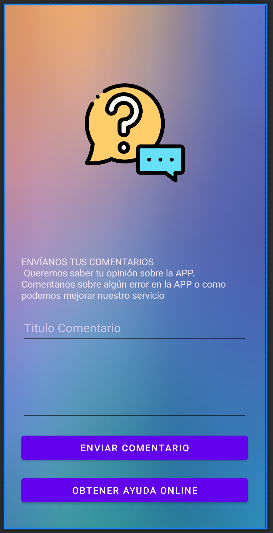 ENVÍANOS TUS COMENTARIOS
Queremos saber tu opinión sobre la APP.
Comentanos sobre algún error en la APP o como
podemos mejorar nuestro servicio
Titulo Comentario
ENVIAR COMENTARIO
OBTENER AYUDA ONLINE